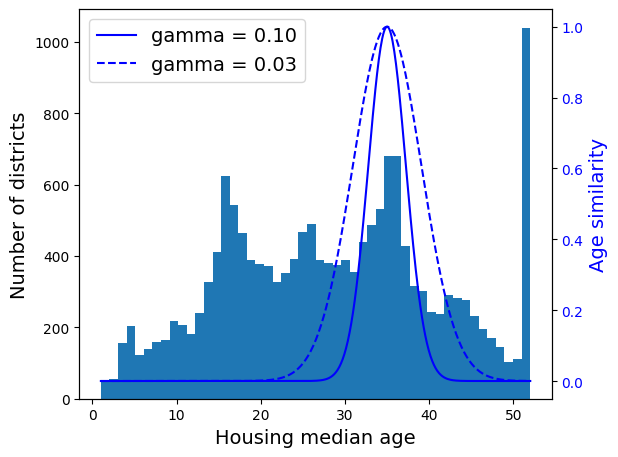 gamma = 0.10
gamma = 0.03
Number of districts
1000
800
600
400
200
0
0 10 20 30 40 50
Housing median age
1.0
0.8
0.6
0.4
0.2
0.0
Age similarity